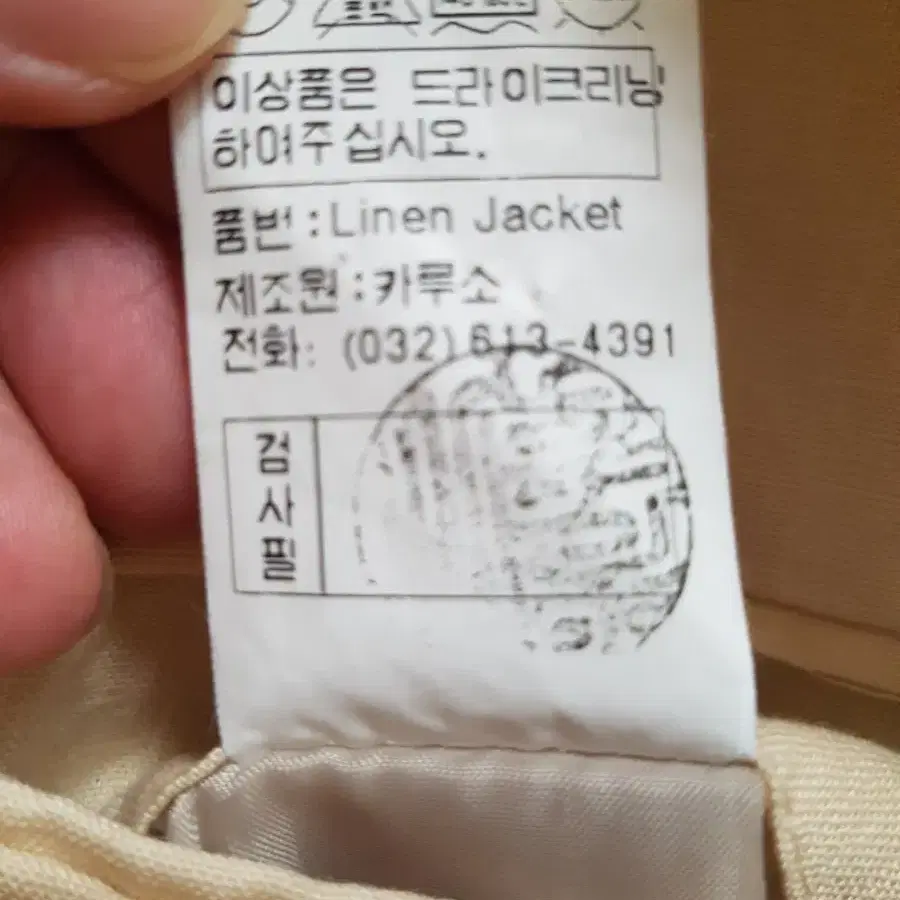 이상품은 드라이크리닝
하여주십시오.
품번 : Linen Jacket
제조원 : 카루소
전화: (032) 613-4391
검사필